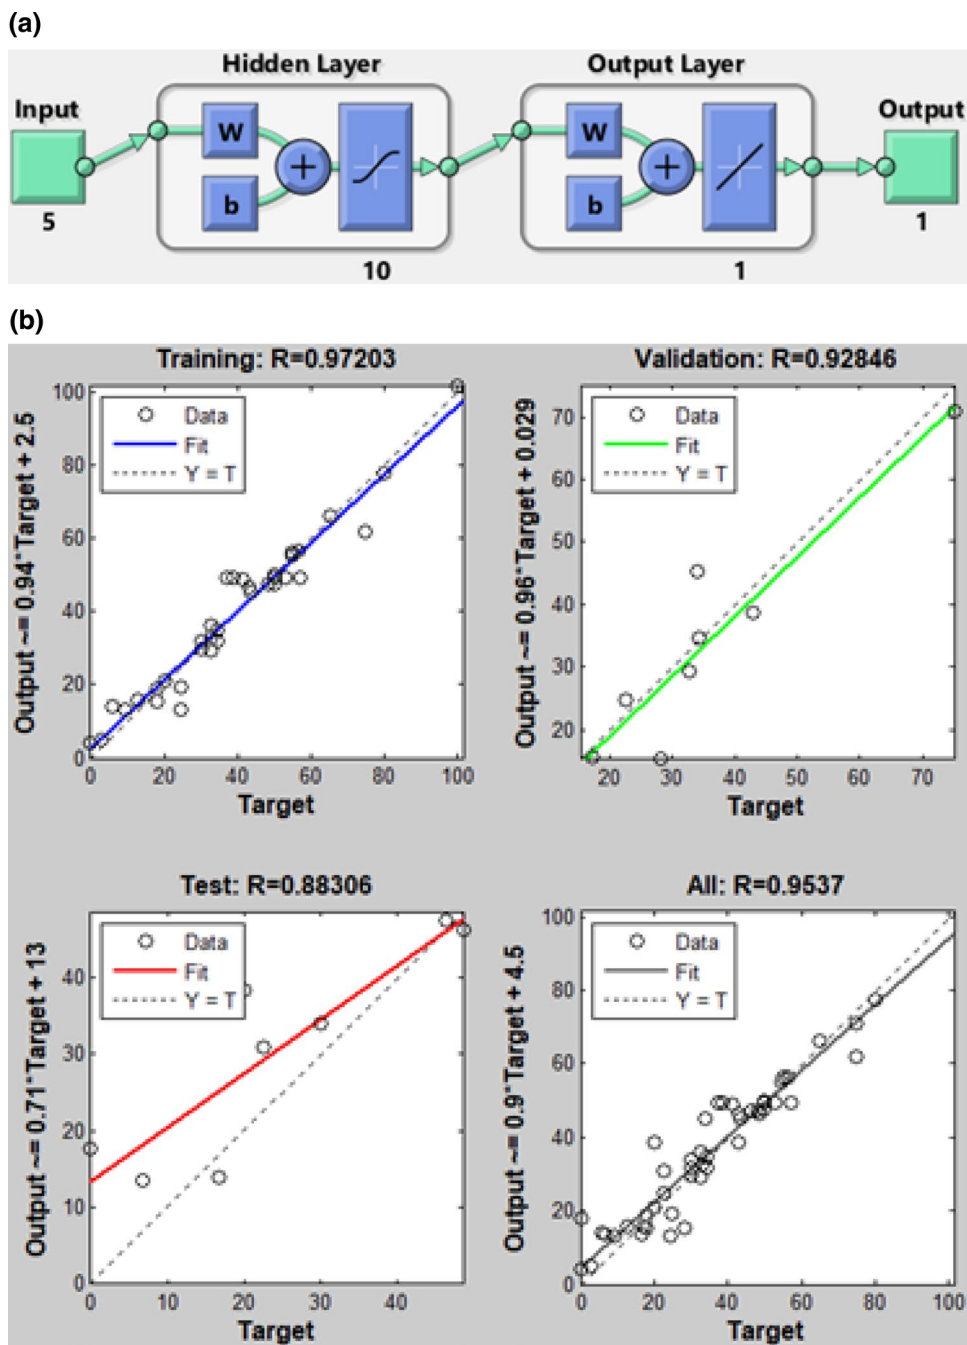 (a)
Hidden Layer
Output Layer
Input
Output
W
b
W
b
5
10
1
1
(b)
Training: R=0.97203
Output ~= 0.94*Target + 2.5
Data
Fit
Y = T
100
80
60
40
20
0
0 20 40 60 80 100
Target
Validation: R=0.92846
Output ~= 0.96*Target + 0.029
Data
Fit
Y = T
70
60
50
40
30
20
20 30 40 50 60 70
Target
Test: R=0.88306
Output ~= 0.71*Target + 13
Data
Fit
Y = T
40
30
20
10
0
0 10 20 30 40
Target
All: R=0.9537
Output ~= 0.9*Target + 4.5
Data
Fit
Y = T
100
80
60
40
20
0
0 20 40 60 80 100
Target